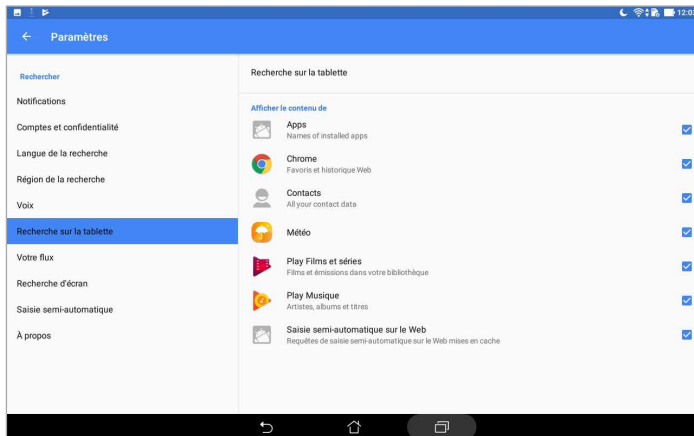 12:03
Paramètres
Rechercher
Notifications
Comptes et confidentialité
Langue de la recherche
Région de la recherche
Voix
Recherche sur la tablette
Votre flux
Recherche d'écran
Saisie semi-automatique
À propos
Recherche sur la tablette
Afficher le contenu de
Apps
Names of installed apps
Chrome
Favoris et historique Web
Contacts
All your contact data
Météo
Play Films et séries
Films et émissions dans votre bibliothèque
Play Musique
Artistes, albums et titres
Saisie semi-automatique sur le Web
Requêtes de saisie semi-automatique sur le Web mises en cache